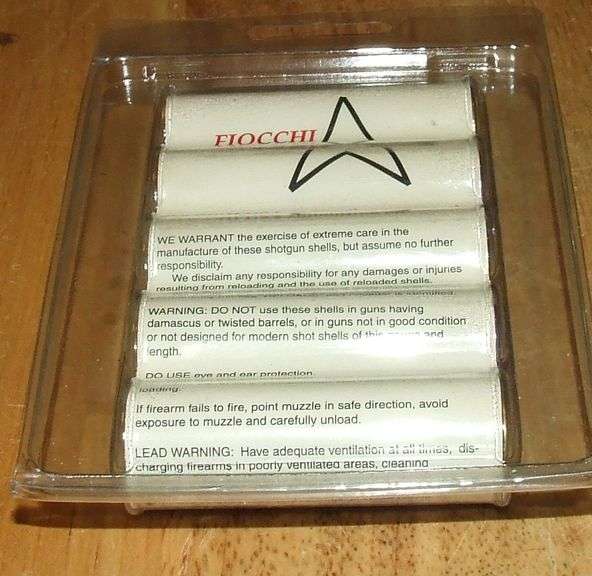 FIOCCHI
WE WARRANT the exercise of extreme care in the
manufacture of these shotgun shells, but assume no further
responsibility.
We disclaim any responsibility for any damages or injuries
resulting from reloading and the use of reloaded shells.
WARNING: DO NOT use these shells in guns having
damascus or twisted barrels, or in guns not in good condition
or not designed for modern shot shells of this and
length.
DO USE eye and ear protection.
loading.
If firearm fails to fire, point muzzle in safe direction, avoid
exposure to muzzle and carefully unload.
LEAD WARNING: Have adequate ventilation at all times, dis-
charging firearms in poorly ventilated areas, cleaning